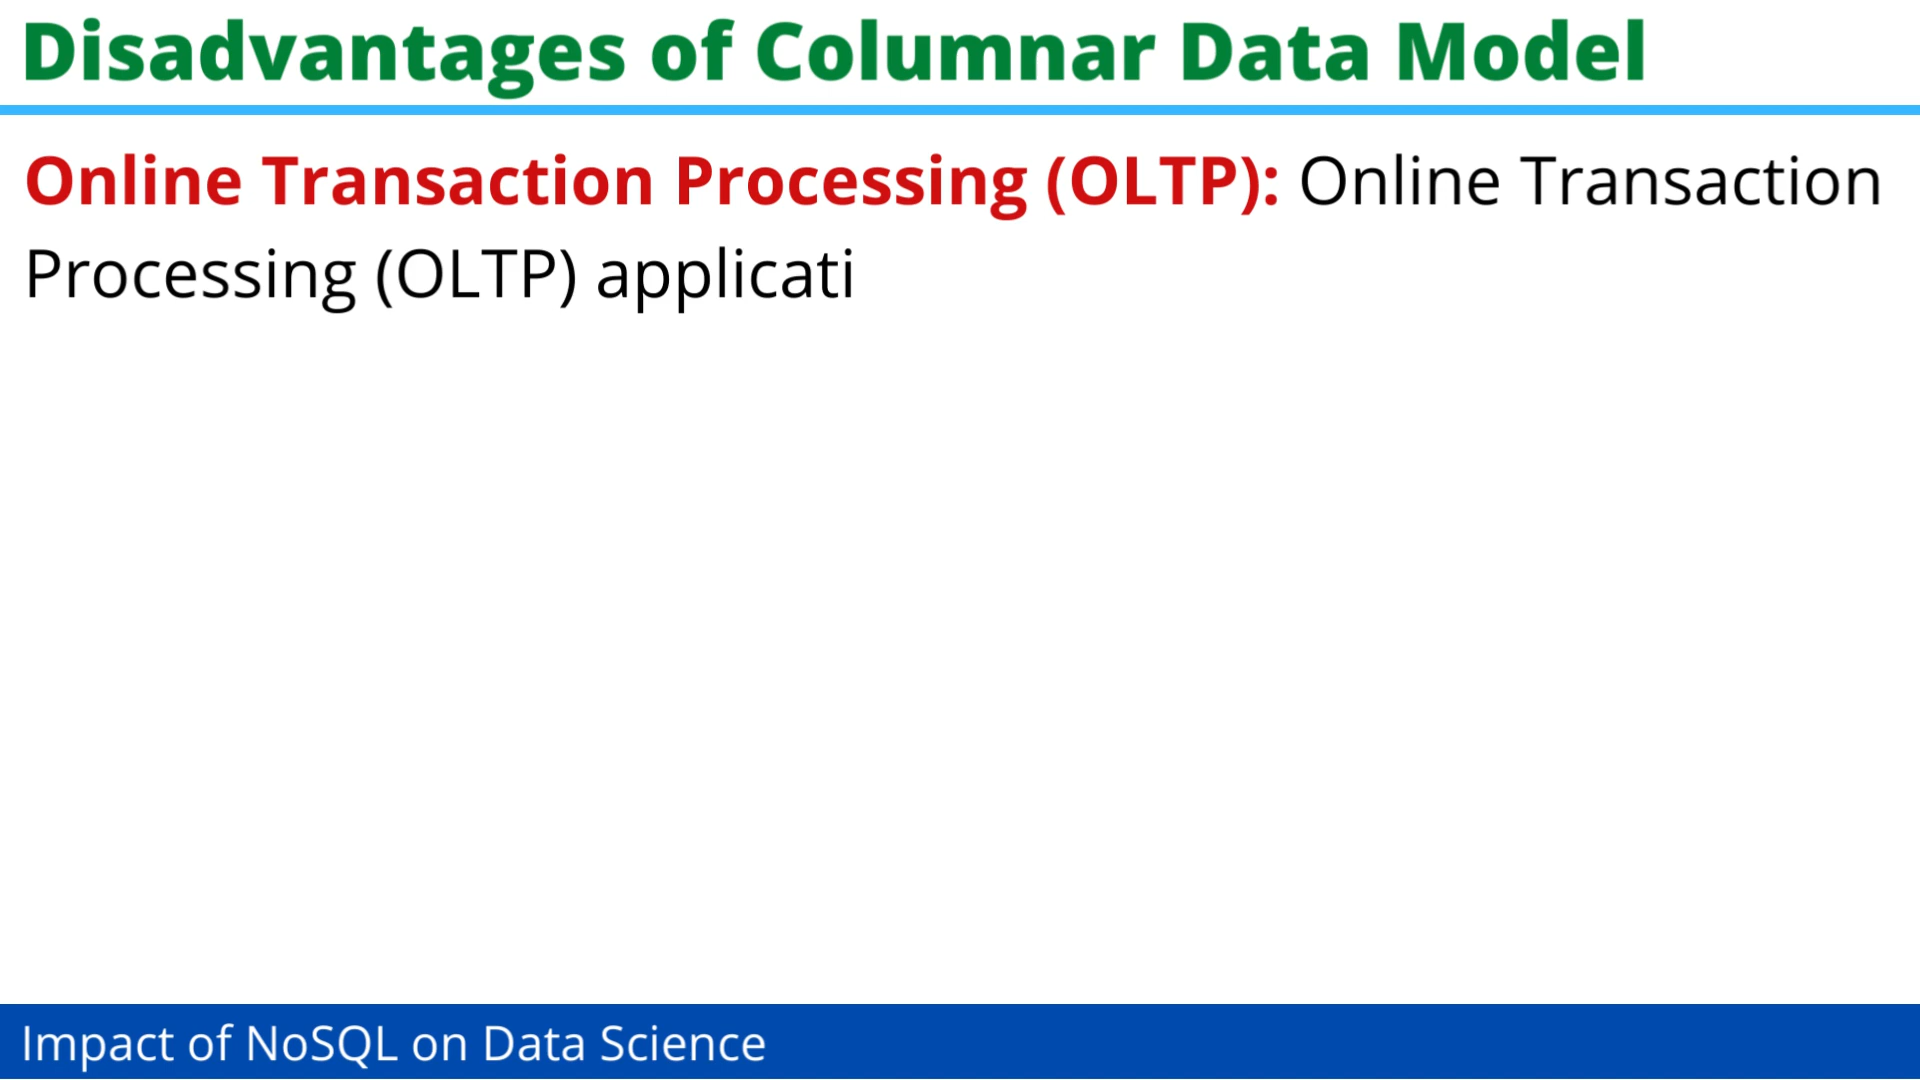 Disadvantages of Columnar Data Model
Online Transaction Processing (OLTP): Online Transaction
Processing (OLTP) applicati
Impact of NoSQL on Data Science